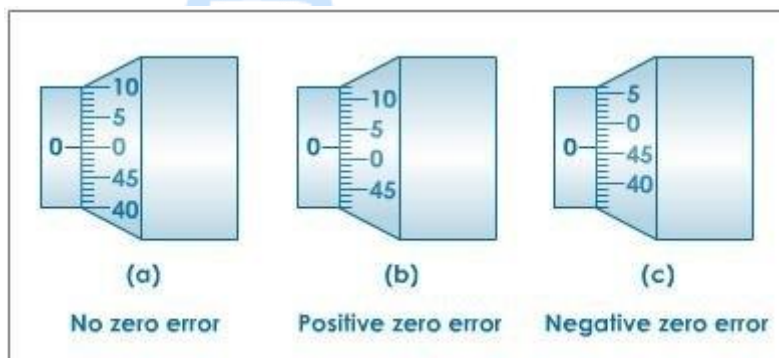 0 10 5 0 45 40
0 10 5 0 45
0 5 0 45 40
(a) (b) (c)
No zero error Positive zero error Negative zero error